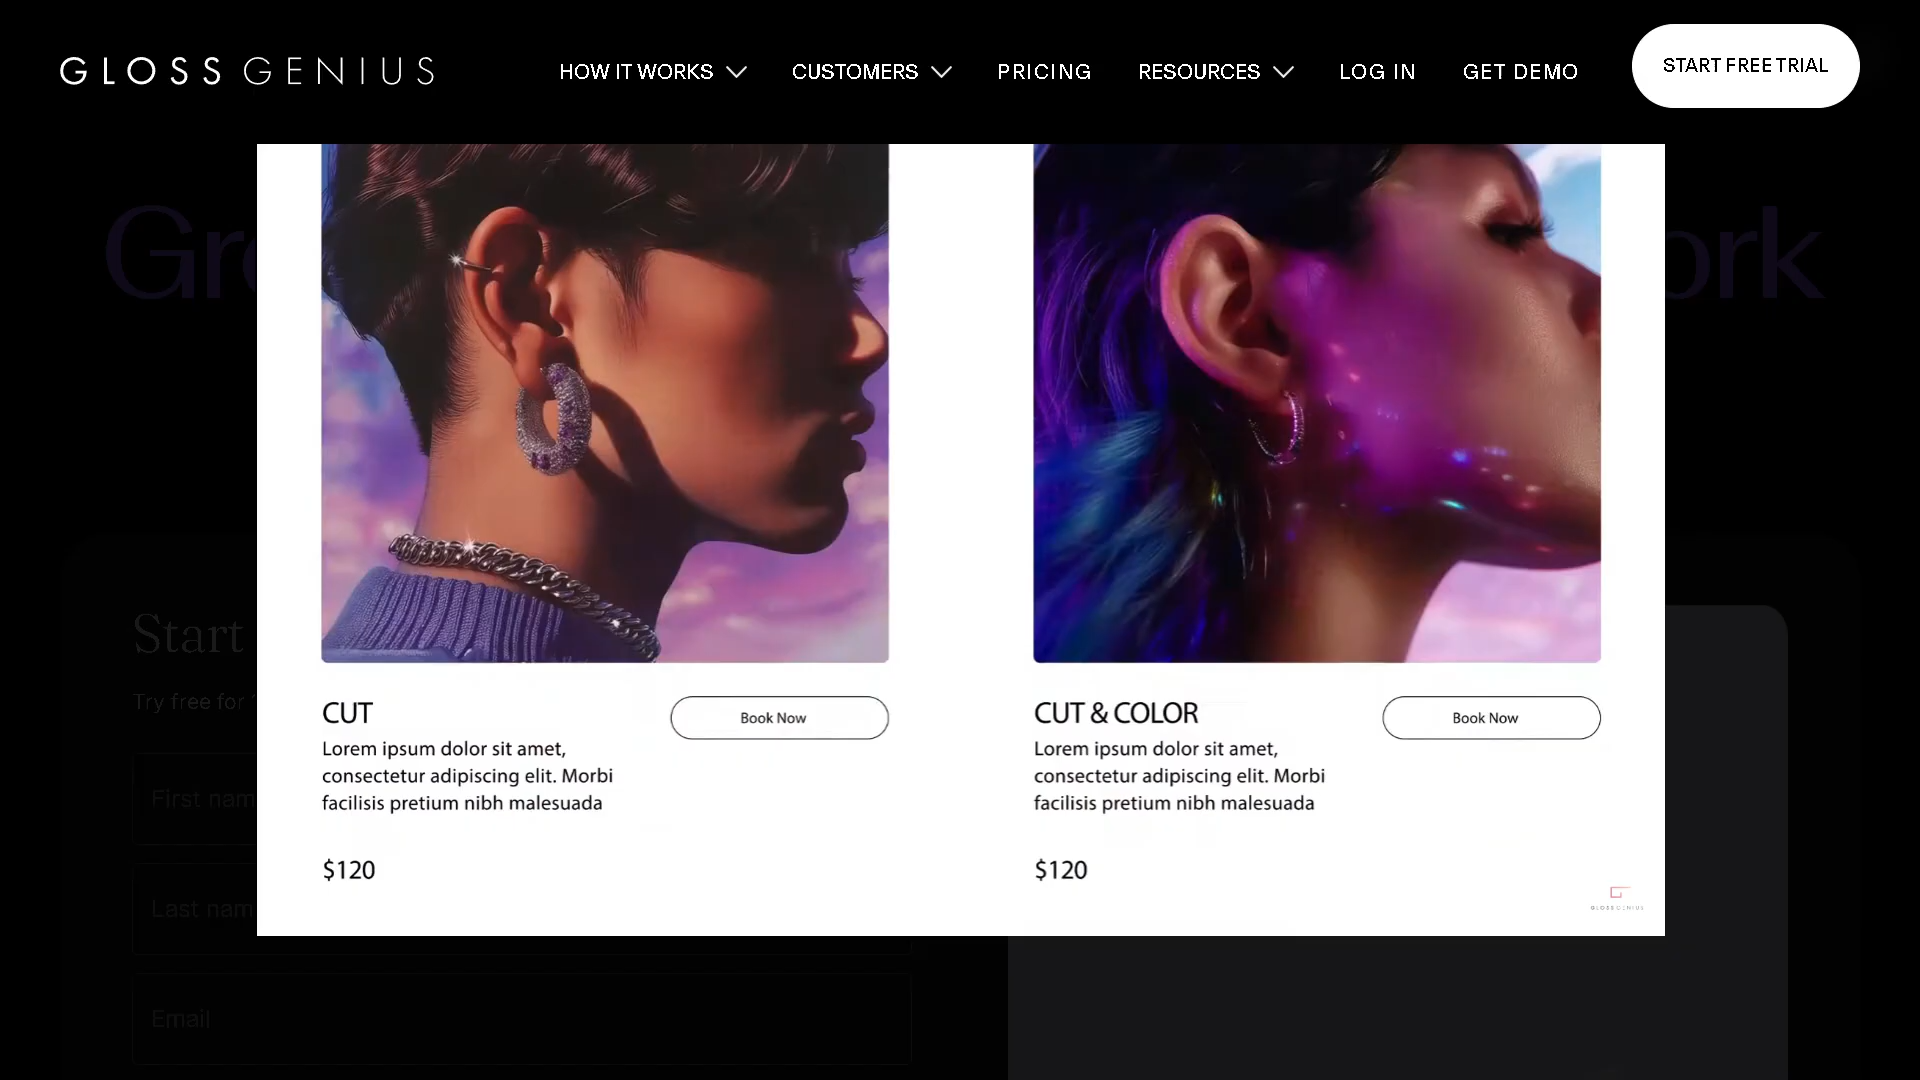 GLOSS GENIUS
HOW IT WORKS
CUSTOMERS
PRICING
RESOURCES
LOG IN
GET DEMO
START FREE TRIAL
Gr
ork
Start
Try free for
CUT
Book Now
Lorem ipsum dolor sit amet,
consectetur adipiscing elit. Morbi
facilisis pretium nibh malesuada
$120
CUT & COLOR
Book Now
Lorem ipsum dolor sit amet,
consectetur adipiscing elit. Morbi
facilisis pretium nibh malesuada
$120
GLOSSGENIUS
First nam
Last nam
Email